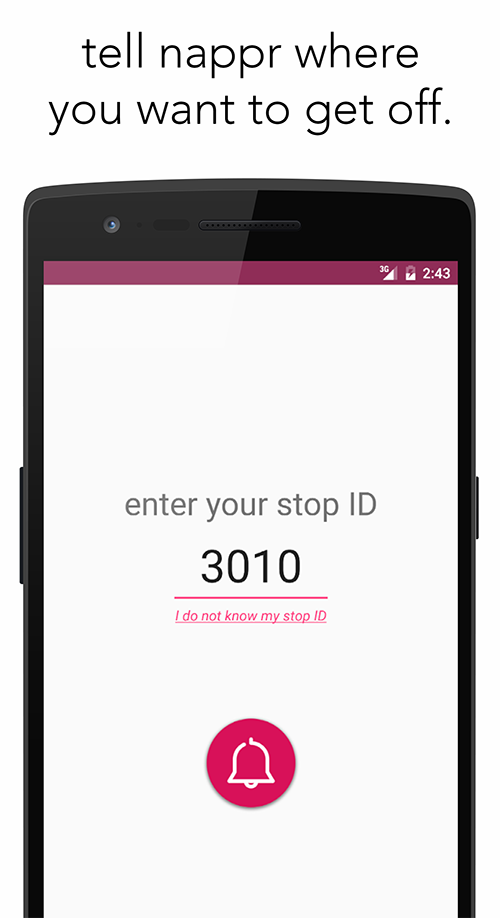 tell nappr where
you want to get off.
3G 2:43
enter your stop ID
3010
I do not know my stop ID